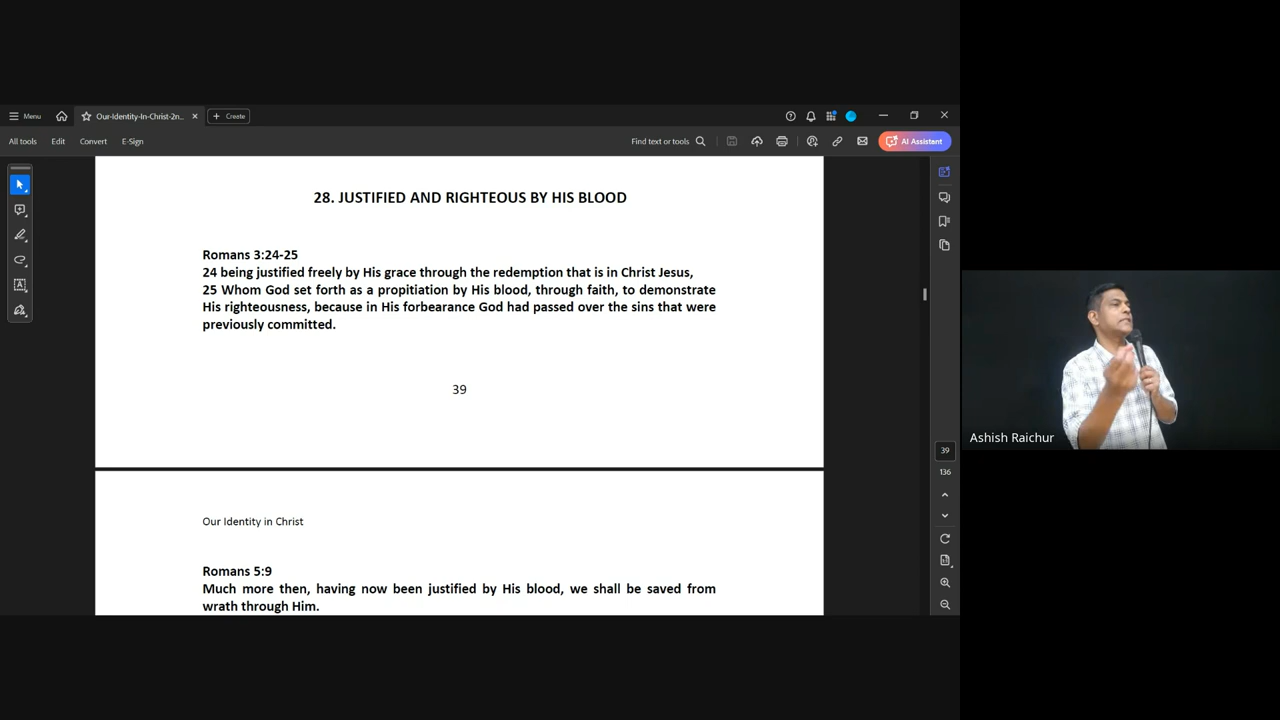 Menu
Our-Identity-In-Christ-2n...
Create
All tools
Edit
Convert
E-Sign
Find text or tools
AI Assistant
28. JUSTIFIED AND RIGHTEOUS BY HIS BLOOD
Romans 3:24-25
24 being justified freely by His grace through the redemption that is in Christ Jesus,
25 Whom God set forth as a propitiation by His blood, through faith, to demonstrate
His righteousness, because in His forbearance God had passed over the sins that were
previously committed.
39
Our Identity in Christ
Romans 5:9
Much more then, having now been justified by His blood, we shall be saved from
wrath through Him.
39
136
Ashish Raichur